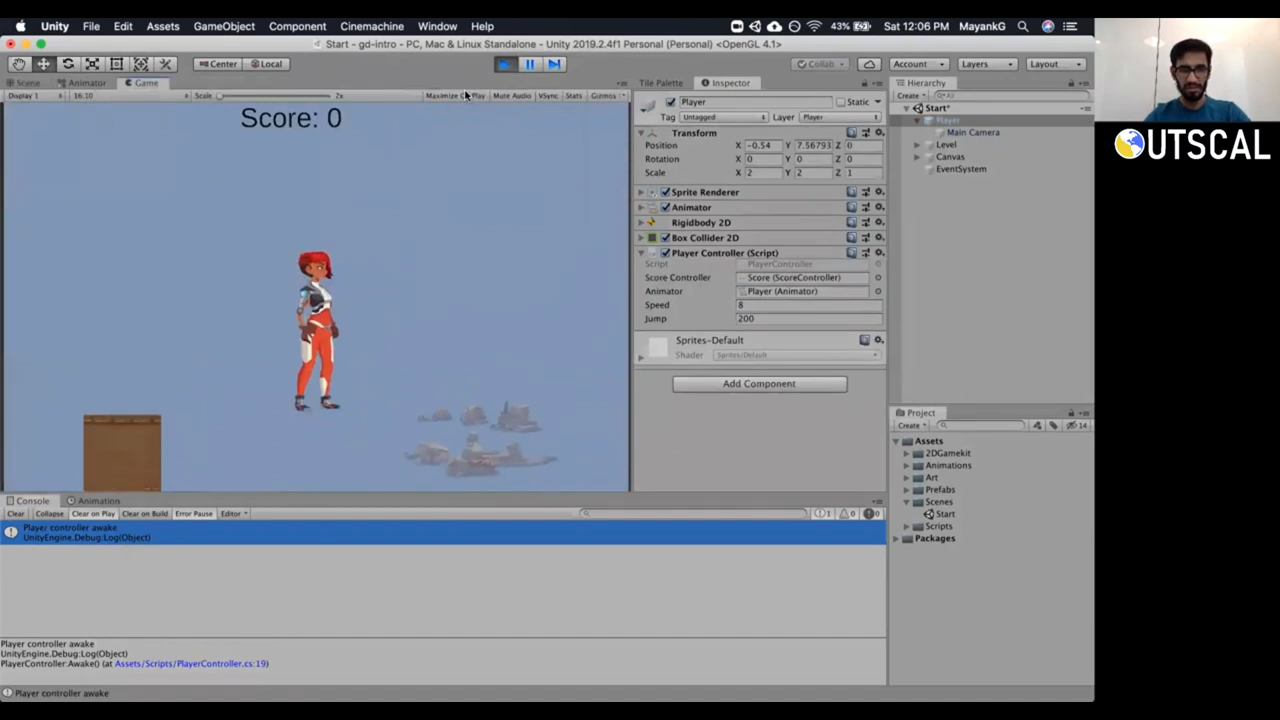 Unity File Edit Assets GameObject Component Cinemachine Window Help 43% Sat 12:06 PM MayankG
Start - gd-intro - PC, Mac & Linux Standalone - Unity 2019.2.4f1 Personal (Personal) <OpenGL 4.1>
Center Local Collab Account Layers Layout
Scene Animator Game Tile Palette Inspector Hierarchy
Display 1 16:10 Scale 2x Maximize On Play Mute Audio VSync Stats Gizmos
Create All
Score: 0
Player Static
Tag Untagged Layer Player
Transform
Position X -0.54 Y 7.56793 Z 0
Rotation X 0 Y 0 Z 0
Scale X 2 Y 2 Z 1
Sprite Renderer
Animator
Rigidbody 2D
Box Collider 2D
Player Controller (Script)
Script PlayerController
Score Controller Score (ScoreController)
Animator Player (Animator)
Speed 8
Jump 200
Sprites-Default
Shader Sprites/Default
Add Component
Start*
Player
Main Camera
Level
Canvas
EventSystem
OUTSCAL
Project
Create 14
Assets
2DGamekit
Animations
Art
Prefabs
Scenes
Start
Scripts
Packages
Console Animation
Clear Collapse Clear on Play Clear on Build Error Pause Editor 1 0 0
Player controller awake
UnityEngine.Debug:Log(Object)
Player controller awake
UnityEngine.Debug:Log(Object)
PlayerController:Awake() (at Assets/Scripts/PlayerController.cs:19)
Player controller awake